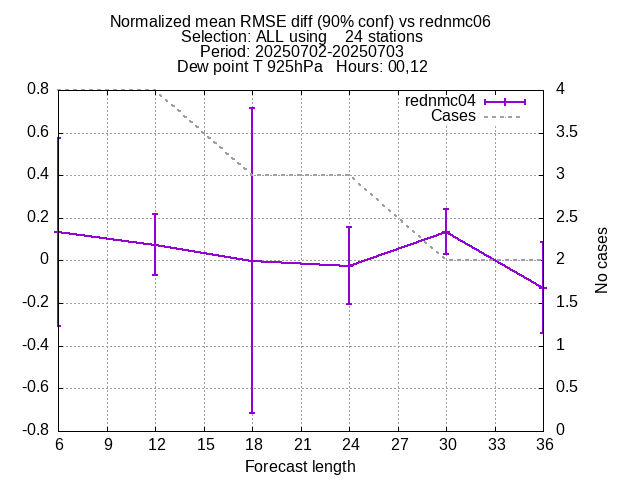 Normalized mean RMSE diff (90% conf) vs rednmc06
Selection: ALL using    24 stations
Period: 20250702-20250703
Dew point T 925hPa   Hours: 00,12
rednmc04
Cases
0.8
0.6
0.4
0.2
0
-0.2
-0.4
-0.6
-0.8
4
3.5
3
2.5
2
1.5
1
0.5
0
No cases
6 9 12 15 18 21 24 27 30 33 36
Forecast length